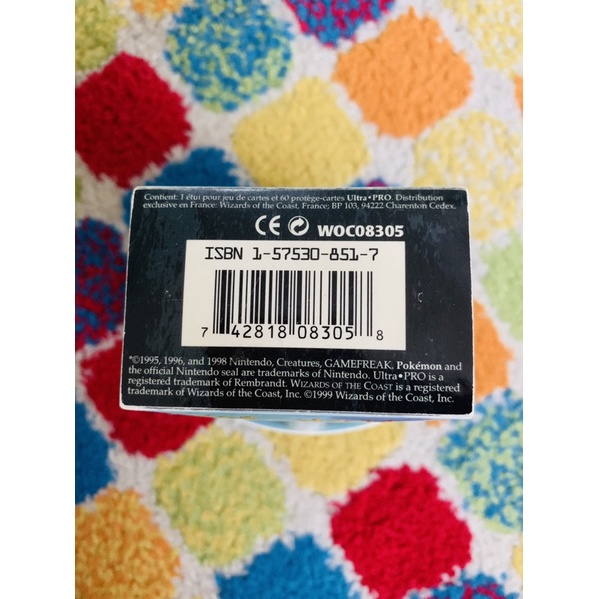 Contient: 1 étui pour jeu de cartes et 60 protège-cartes Ultra•PRO. Distribution
exclusive en France: Wizards of the Coast, France; BP 103, 94222 Charenton Cedex.
CE WOC08305
ISBN 1-57530-851-7
7 42818 08305 8
*©1995, 1996, and 1998 Nintendo, Creatures, GAMEFREAK, Pokémon and
the official Nintendo seal are trademarks of Nintendo. Ultra•PRO is a
registered trademark of Rembrandt. WIZARDS OF THE COAST is a registered
trademark of Wizards of the Coast, Inc. ©1999 Wizards of the Coast, Inc.